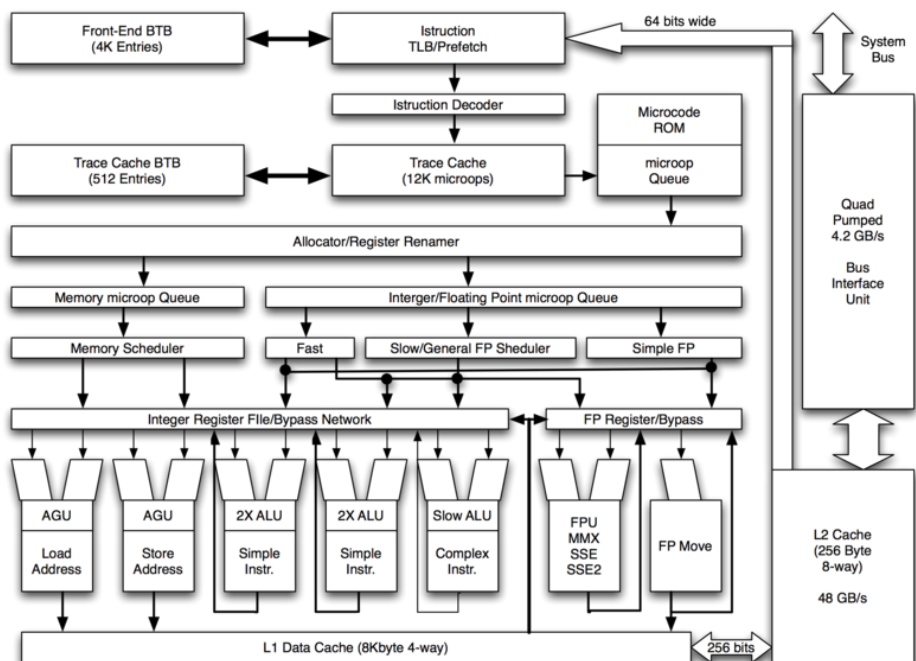 Front-End BTB
(4K Entries)
Istruction
TLB/Prefetch
64 bits wide
System
Bus
Istruction Decoder
Microcode
ROM
Trace Cache BTB
(512 Entries)
Trace Cache
(12K microops)
microop
Queue
Quad
Pumped
4.2 GB/s
Bus
Interface
Unit
Allocator/Register Renamer
Memory microop Queue
Interger/Floating Point microop Queue
Memory Scheduler
Fast
Slow/General FP Sheduler
Simple FP
Integer Register FIle/Bypass Network
FP Register/Bypass
AGU
Load
Address
AGU
Store
Address
2X ALU
Simple
Instr.
2X ALU
Simple
Instr.
Slow ALU
Complex
Instr.
FPU
MMX
SSE
SSE2
FP Move
L2 Cache
(256 Byte
8-way)
48 GB/s
L1 Data Cache (8Kbyte 4-way)
256 bits